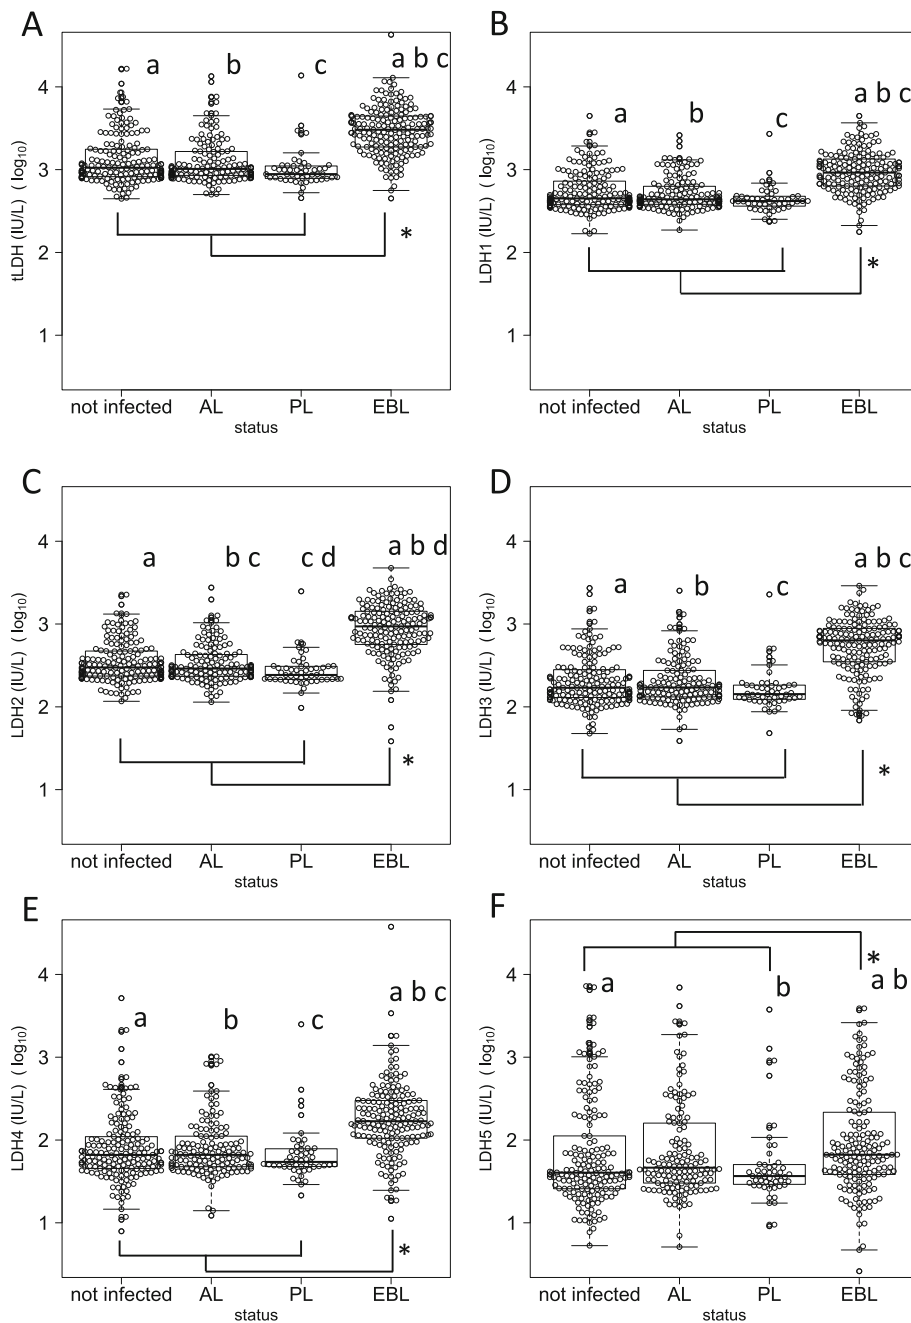 A
B
a b c a b c
4 4
a b c a b c
3 3
tLDH (IU/L) ( log10) LDH1 (IU/L) ( log10)
* *
2 2
1 1
not infected AL PL EBL not infected AL PL EBL
status status
C D
4 4
a b c c d a b d a b c a b c
3 3
LDH2 (IU/L) ( log10) LDH3 (IU/L) ( log10)
2 2
* *
1 1
not infected AL PL EBL not infected AL PL EBL
status status
E F
4 * 4
a b c a b c a b a b
3 3
LDH4 (IU/L) ( log10) LDH5 (IU/L) ( log10)
2 2
1 1
*
not infected AL PL EBL not infected AL PL EBL
status status